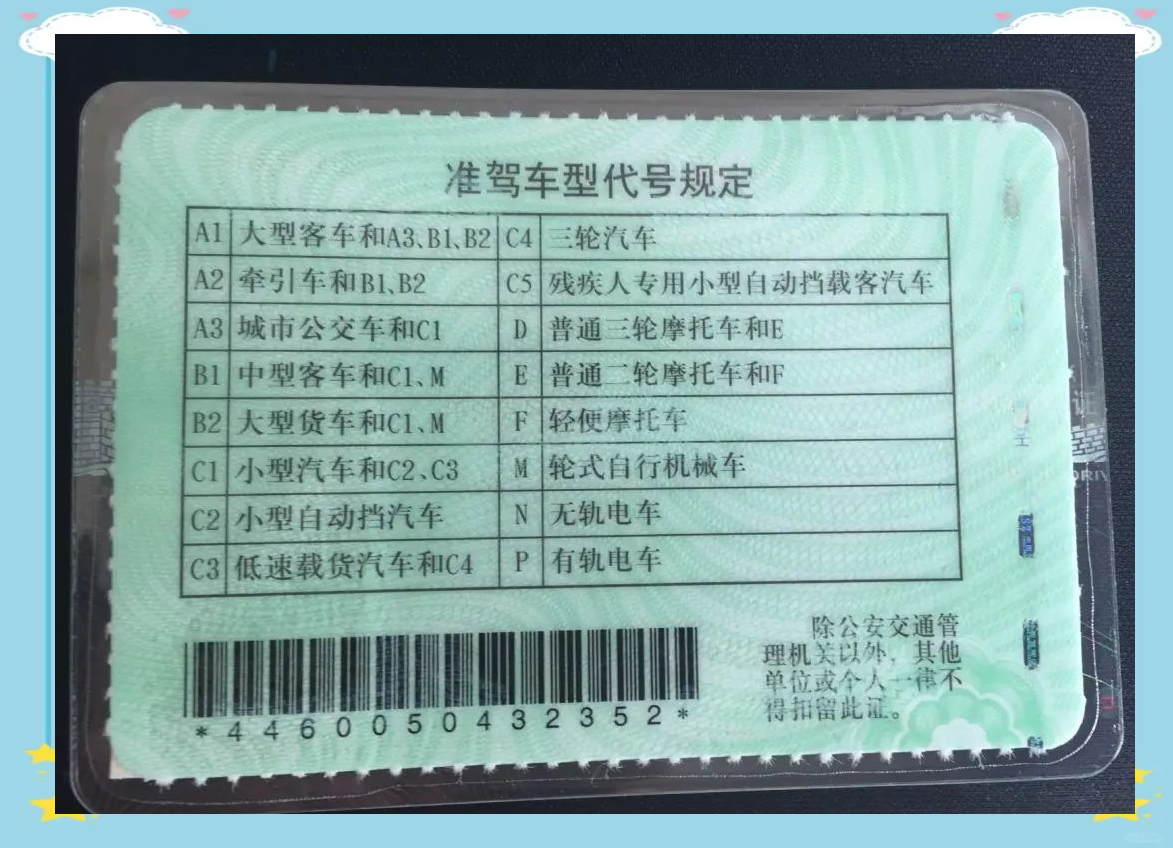 准驾车型代号规定
A1 大型客车和A3、B1、B2 C4 三轮汽车
A2 牵引车和B1、B2 C5 残疾人专用小型自动挡载客汽车
A3 城市公交车和C1 D 普通三轮摩托车和E
B1 中型客车和C1、M E 普通二轮摩托车和F
B2 大型货车和C1、M F 轻便摩托车
C1 小型汽车和C2、C3 M 轮式自行机械车
C2 小型自动挡汽车 N 无轨电车
C3 低速载货汽车和C4 P 有轨电车
除公安交通管
理机关以外，其他
单位或个人一律不
得扣留此证。
*4460050432352*
证
DRIV